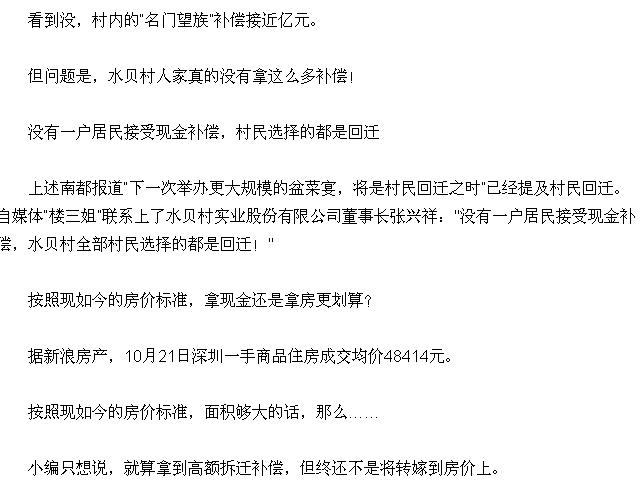 看到没，村内的"名门望族"补偿接近亿元。
但问题是，水贝村人家真的没有拿这么多补偿！
没有一户居民接受现金补偿，村民选择的都是回迁
上述南都报道"下一次举办更大规模的盆菜宴，将是村民回迁之时"已经提及村民回迁。
自媒体"楼三姐"联系上了水贝村实业股份有限公司董事长张兴祥："没有一户居民接受现金补
偿，水贝村全部村民选择的都是回迁！"
按照现如今的房价标准，拿现金还是拿房更划算？
据新浪房产，10月21日深圳一手商品住房成交均价48414元。
按照现如今的房价标准，面积够大的话，那么……
小编只想说，就算拿到高额拆迁补偿，但终还不是将转嫁到房价上。